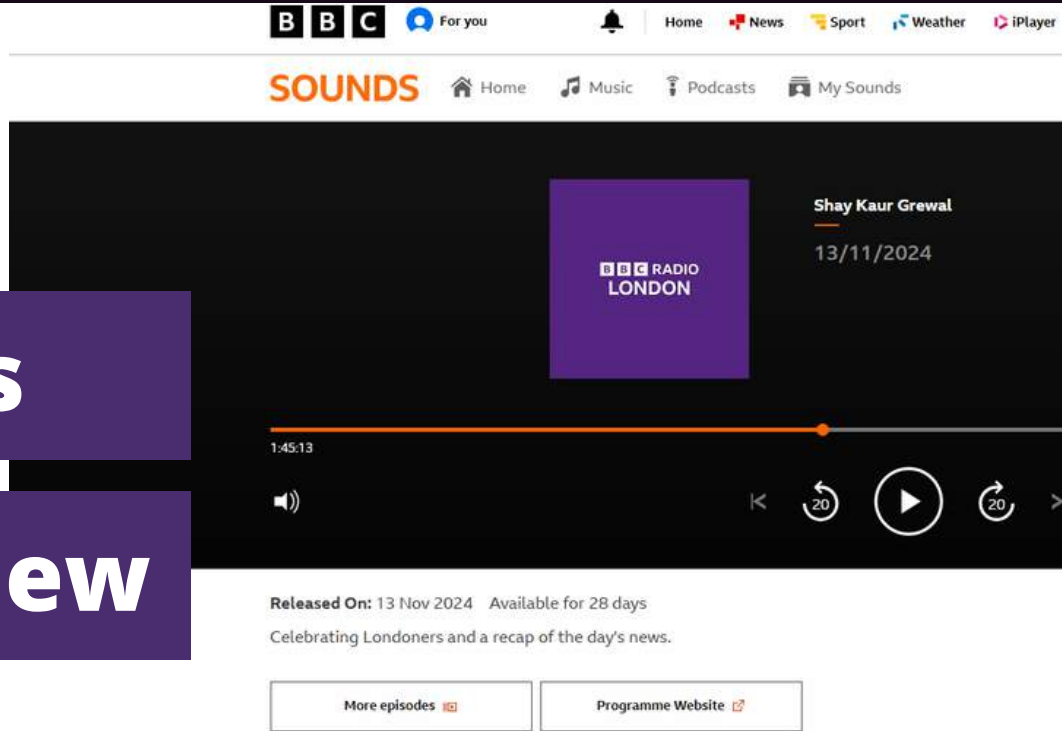 BBC For you Home News Sport Weather iPlayer
SOUNDS Home Music Podcasts My Sounds
Shay Kaur Grewal
13/11/2024
BBC RADIO
LONDON
s
1:45:13
20 20
ew
Released On: 13 Nov 2024 Available for 28 days
Celebrating Londoners and a recap of the day's news.
More episodes Programme Website